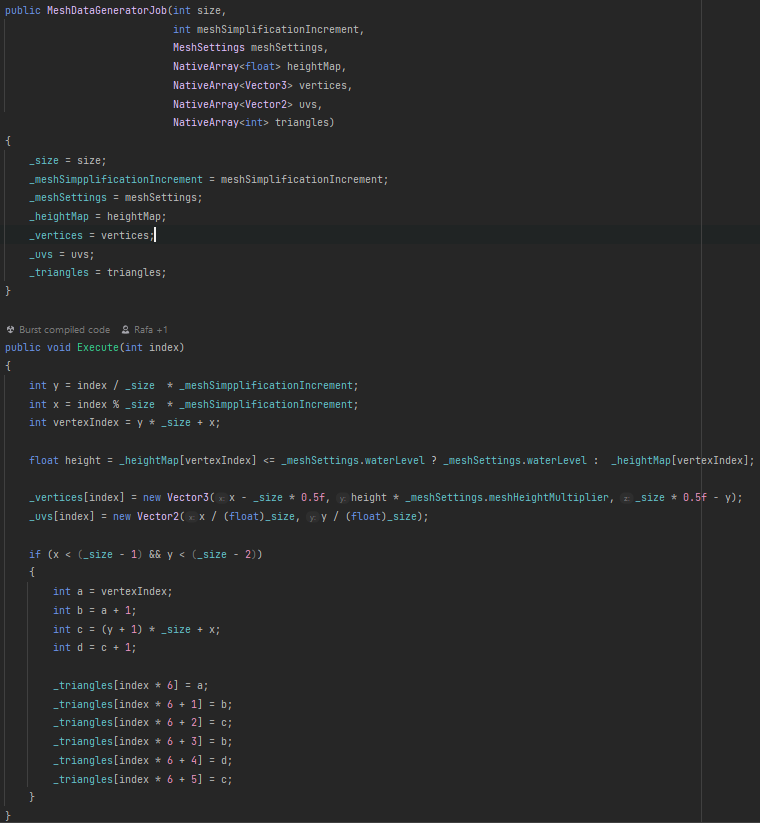 public MeshDataGeneratorJob(int size,
int meshSimplificationIncrement,
MeshSettings meshSettings,
NativeArray<float> heightMap,
NativeArray<Vector3> vertices,
NativeArray<Vector2> uvs,
NativeArray<int> triangles)
{
_size = size;
_meshSimpplificationIncrement = meshSimplificationIncrement;
_meshSettings = meshSettings;
_heightMap = heightMap;
_vertices = vertices;
_uvs = uvs;
_triangles = triangles;
}
Burst compiled code Rafa +1
public void Execute(int index)
{
int y = index / _size * _meshSimpplificationIncrement;
int x = index % _size * _meshSimpplificationIncrement;
int vertexIndex = y * _size + x;
float height = _heightMap[vertexIndex] <= _meshSettings.waterLevel ? _meshSettings.waterLevel : _heightMap[vertexIndex];
_vertices[index] = new Vector3(x: x - _size * 0.5f, y: height * _meshSettings.meshHeightMultiplier, z: _size * 0.5f - y);
_uvs[index] = new Vector2(x: x / (float)_size, y: y / (float)_size);
if (x < (_size - 1) && y < (_size - 2))
{
int a = vertexIndex;
int b = a + 1;
int c = (y + 1) * _size + x;
int d = c + 1;
_triangles[index * 6] = a;
_triangles[index * 6 + 1] = b;
_triangles[index * 6 + 2] = c;
_triangles[index * 6 + 3] = b;
_triangles[index * 6 + 4] = d;
_triangles[index * 6 + 5] = c;
}
}